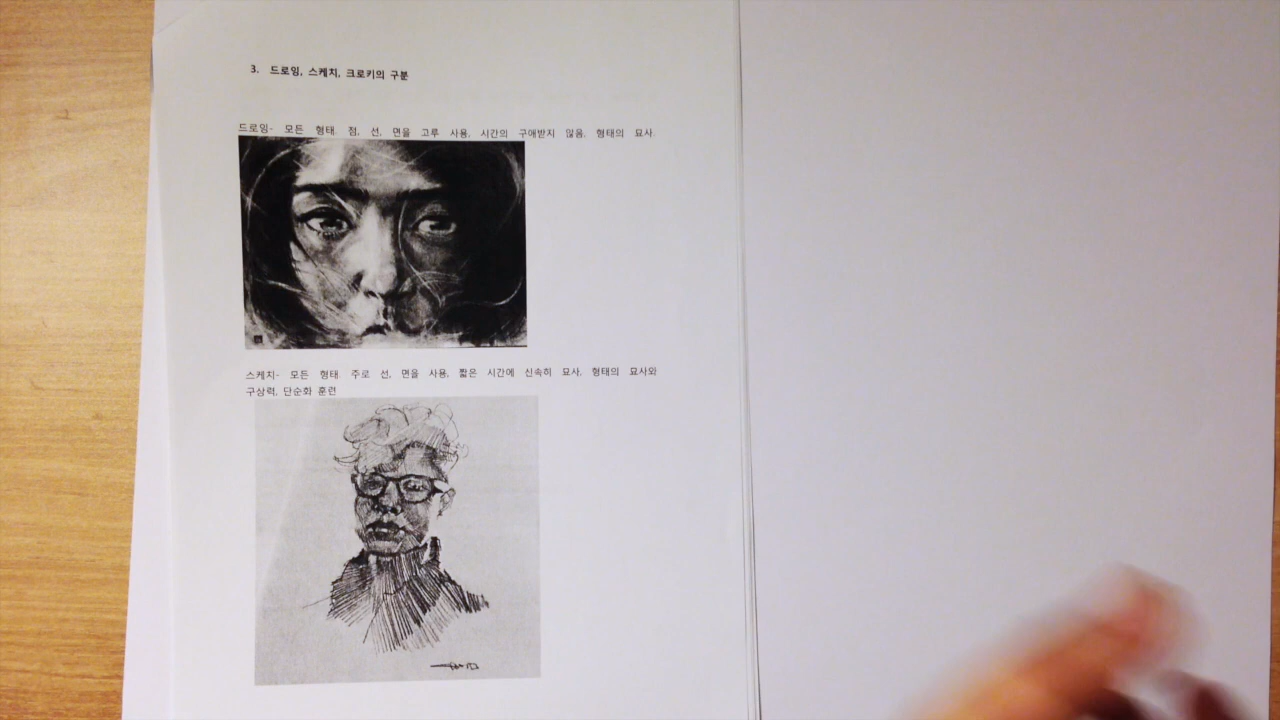 3. 드로잉, 스케치, 크로키의 구분
드로잉- 모든 형태. 점, 선, 면을 고루 사용, 시간의 구애받지 않음, 형태의 묘사.
스케치- 모든 형태. 주로 선, 면을 사용, 짧은 시간에 신속히 묘사, 형태의 묘사와
구상력, 단순화 훈련